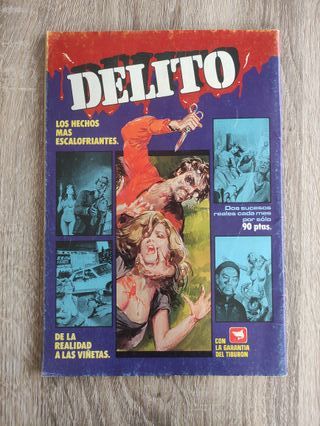 DELITO
LOS HECHOS
MAS
ESCALOFRIANTES.
Dos sucesos
reales cada mes
por sólo
90 ptas.
DE LA
REALIDAD
A LAS VIÑETAS.
CON
LA GARANTIA
DEL TIBURON